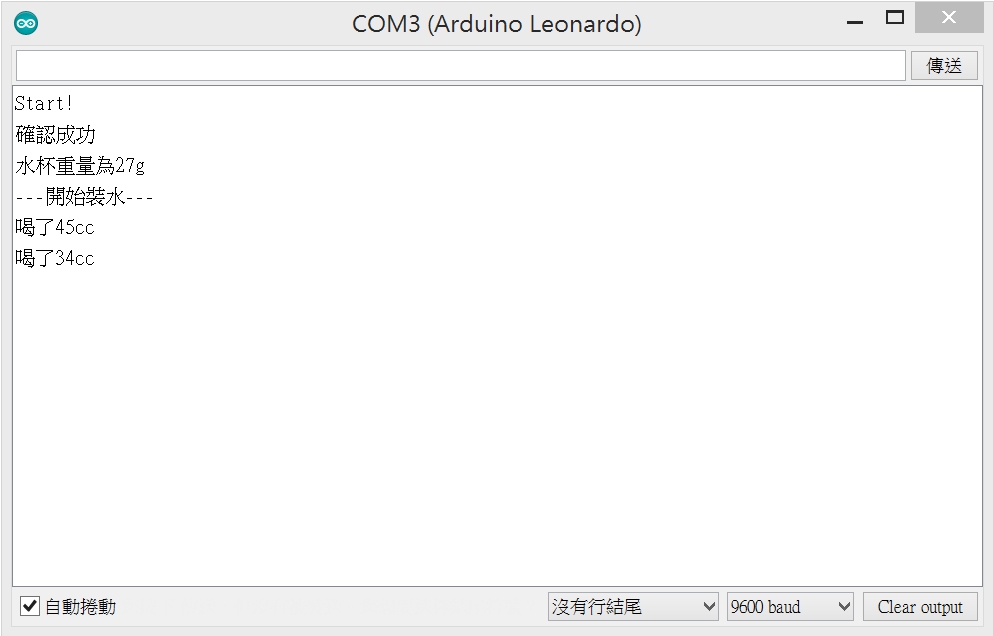 COM3 (Arduino Leonardo)
傳送
Start!
確認成功
水杯重量為27g
---開始裝水---
喝了45cc
喝了34cc
自動捲動
沒有行結尾
9600 baud
Clear output